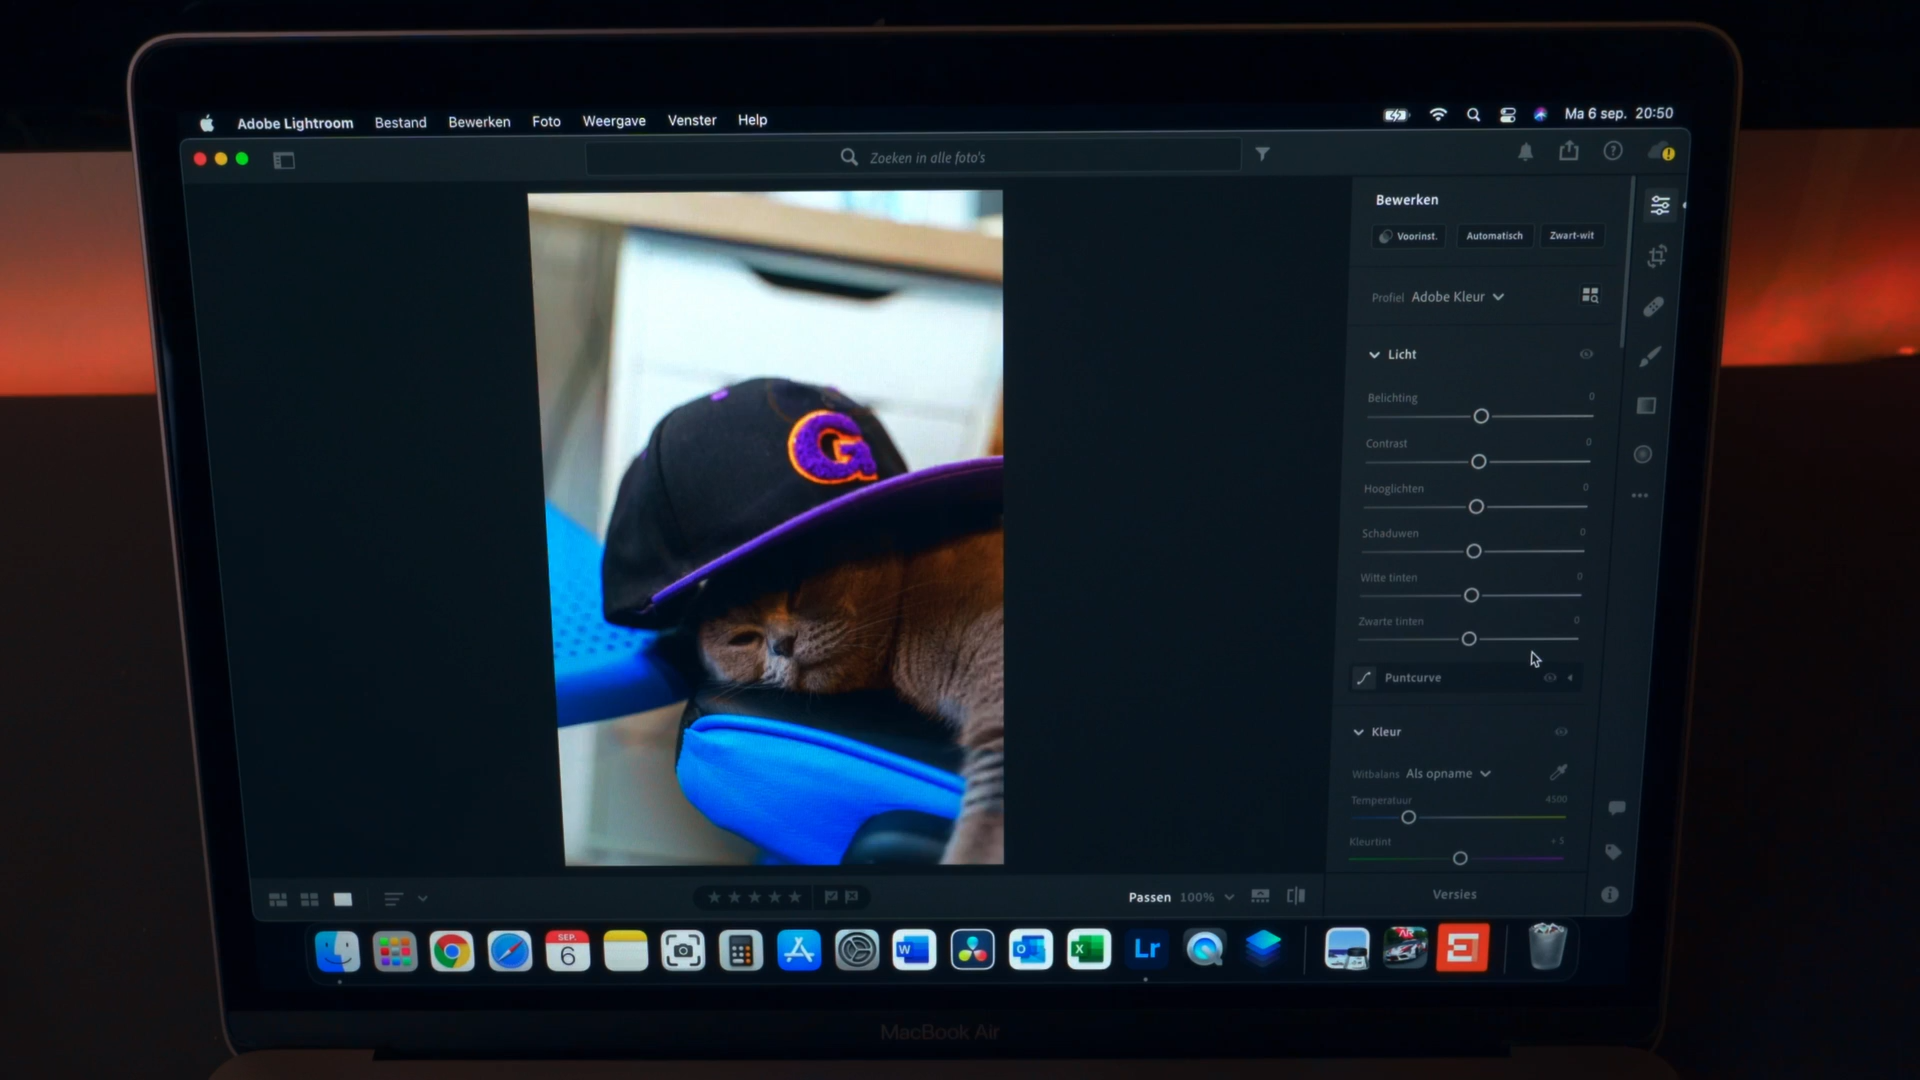 Adobe Lightroom Bestand Bewerken Foto Weergave Venster Help
Ma 6 sep. 20:50
Zoeken in alle foto's
Bewerken
Voorinst. Automatisch Zwart-wit
Profiel Adobe Kleur
Licht
Belichting 0
Contrast 0
Hooglichten 0
Schaduwen 0
Witte tinten 0
Zwarte tinten 0
Puntcurve
Kleur
Witbalans Als opname
Temperatuur 4500
Kleurtint + 5
G
Passen 100%
Versies
SEP.
6
W
O
X
Lr
AR
MacBook Air